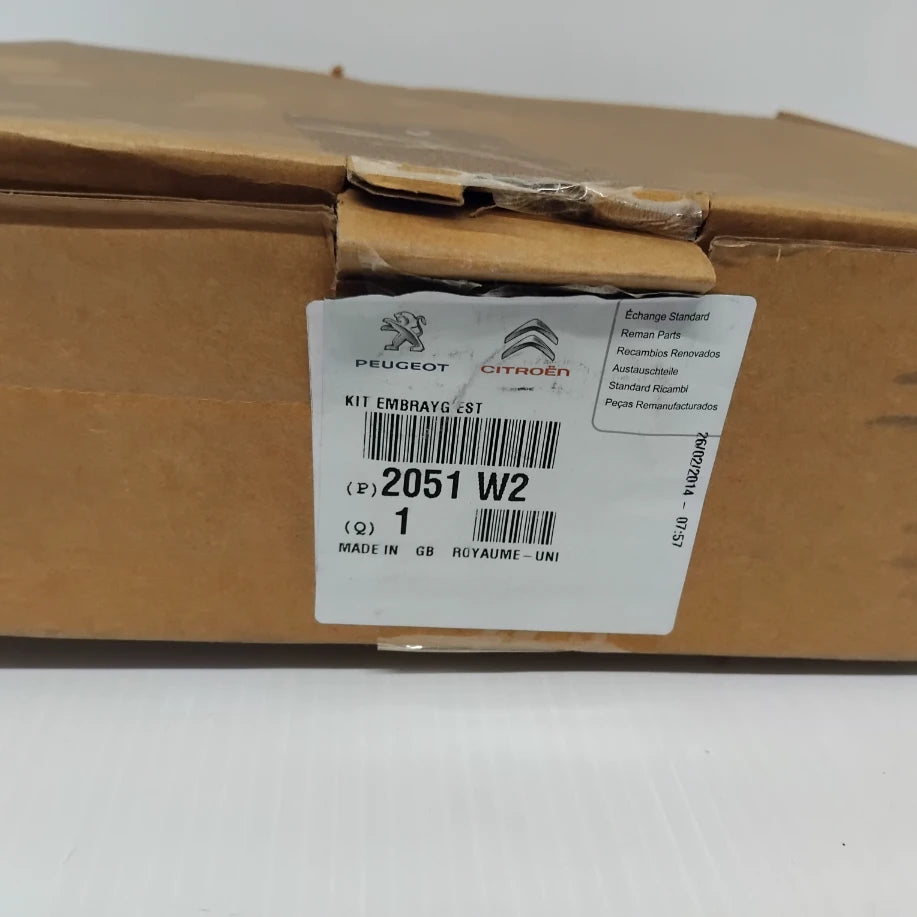 PEUGEOT
CITROËN
Échange Standard
Reman Parts
Recambios Renovados
Austauschteile
Standard Ricambi
Peças Remanufacturados
KIT EMBRAYG EST
(P) 2051 W2
(Q) 1
MADE IN GB ROYAUME-UNI
26/02/2014 - 07:57